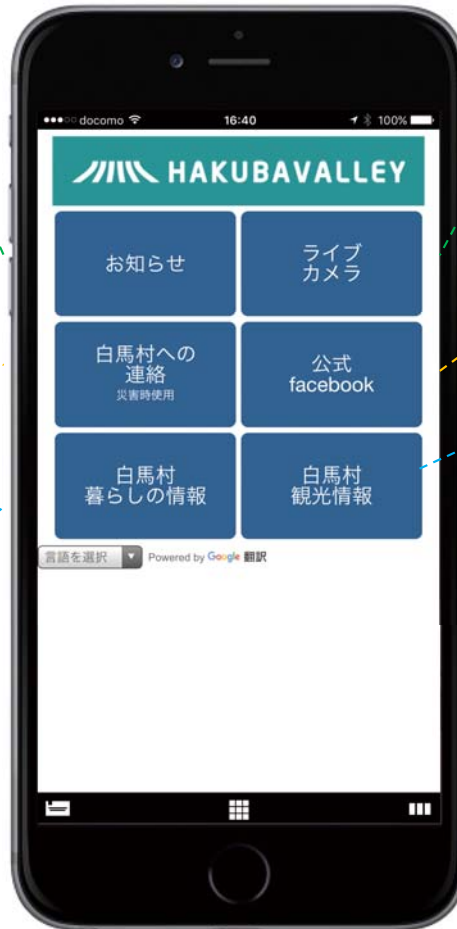 docomo 16:40 100%
HAKUBAVALLEY
お知らせ
ライブ
カメラ
白馬村への
連絡
災害時使用
公式
facebook
白馬村
暮らしの情報
白馬村
観光情報
言語を選択 Powered by Google 翻訳